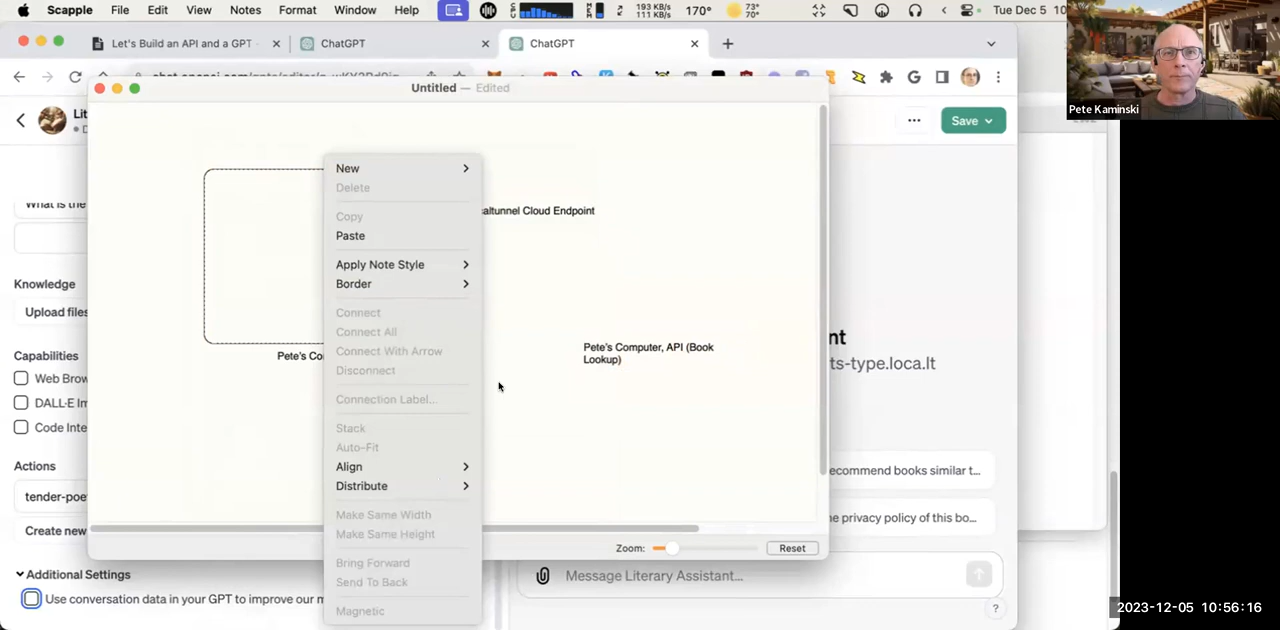 Scapple File Edit View Notes Format Window Help
193 KB/s
111 KB/s
170°
73°
70°
Tue Dec 5 10
Let's Build an API and a GPT
ChatGPT
ChatGPT
Untitled — Edited
Pete Kaminski
Save
What is the
Knowledge
Upload files
Capabilities
Web Brow
DALL·E Im
Code Inte
Actions
tender-poe
Create new
Additional Settings
Use conversation data in your GPT to improve our m
New
Delete
Copy
Paste
Apply Note Style
Border
Connect
Connect All
Connect With Arrow
Disconnect
Connection Label...
Stack
Auto-Fit
Align
Distribute
Make Same Width
Make Same Height
Bring Forward
Send To Back
Magnetic
altunnel Cloud Endpoint
Pete's Co
Pete's Computer, API (Book
Lookup)
Zoom:
Reset
nt
ts-type.loca.lt
ecommend books similar t...
e privacy policy of this bo...
Message Literary Assistant...
?
2023-12-05 10:56:16